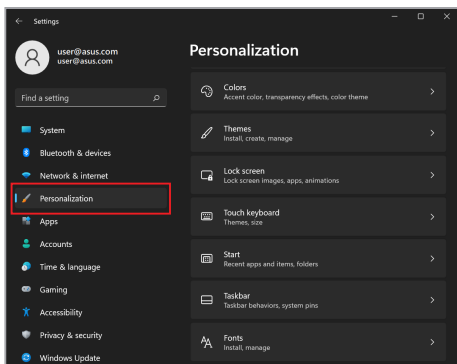 Settings
user@asus.com
user@asus.com
Find a setting
System
Bluetooth & devices
Network & internet
Personalization
Apps
Accounts
Time & language
Gaming
Accessibility
Privacy & security
Windows Update
Personalization
Colors
Accent color, transparency effects, color theme
Themes
Install, create, manage
Lock screen
Lock screen images, apps, animations
Touch keyboard
Themes, size
Start
Recent apps and items, folders
Taskbar
Taskbar behaviors, system pins
Fonts
Install, manage